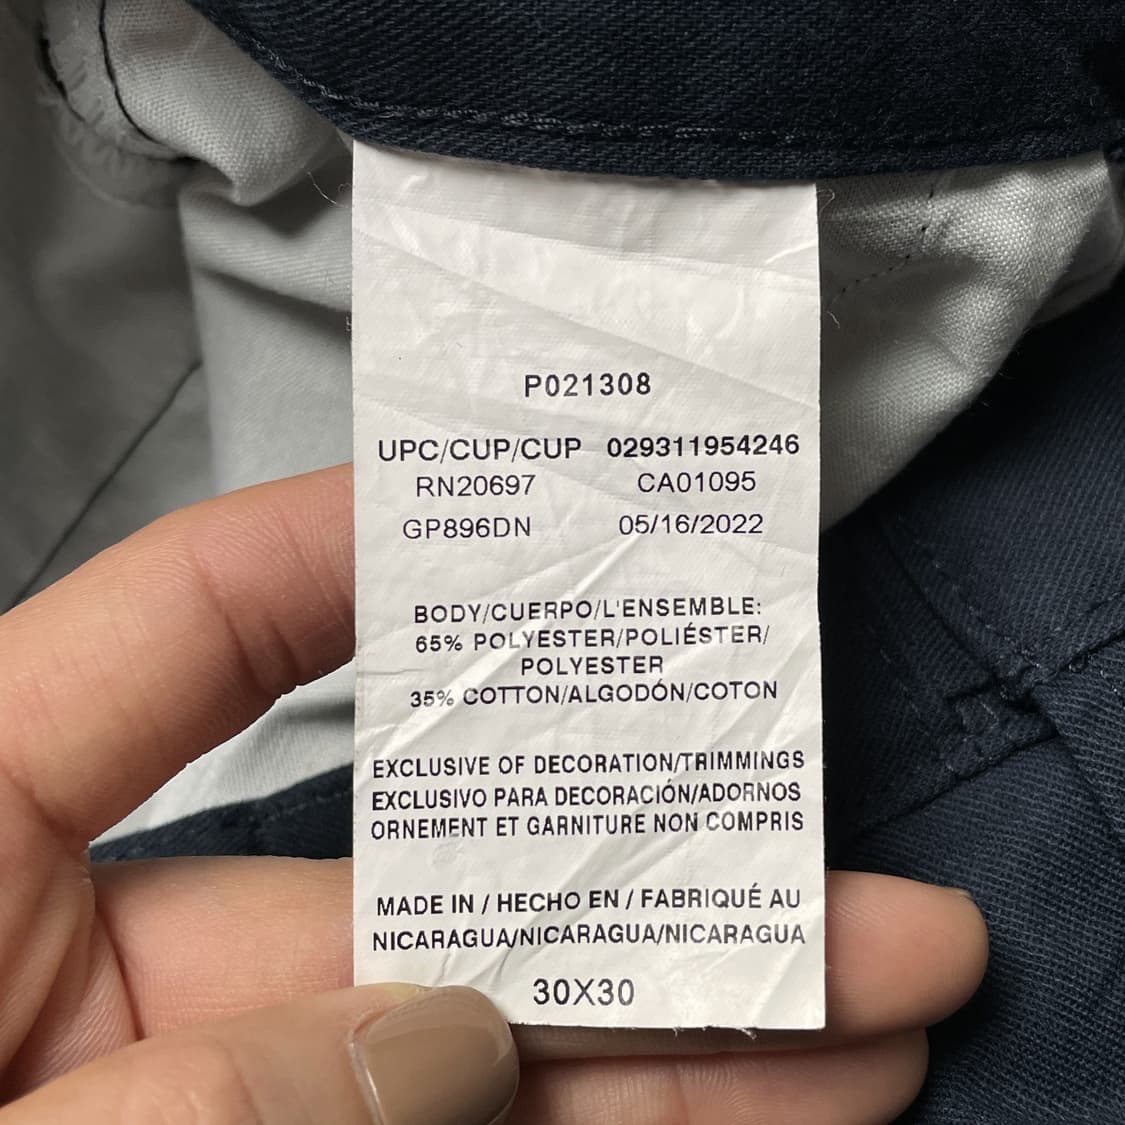 P021308
UPC/CUP/CUP 029311954246
RN20697 CA01095
GP896DN 05/16/2022
BODY/CUERPO/L'ENSEMBLE:
65% POLYESTER/POLIÉSTER/
POLYESTER
35% COTTON/ALGODÓN/COTON
EXCLUSIVE OF DECORATION/TRIMMINGS
EXCLUSIVO PARA DECORACIÓN/ADORNOS
ORNEMENT ET GARNITURE NON COMPRIS
MADE IN / HECHO EN / FABRIQUÉ AU
NICARAGUA/NICARAGUA/NICARAGUA
30X30